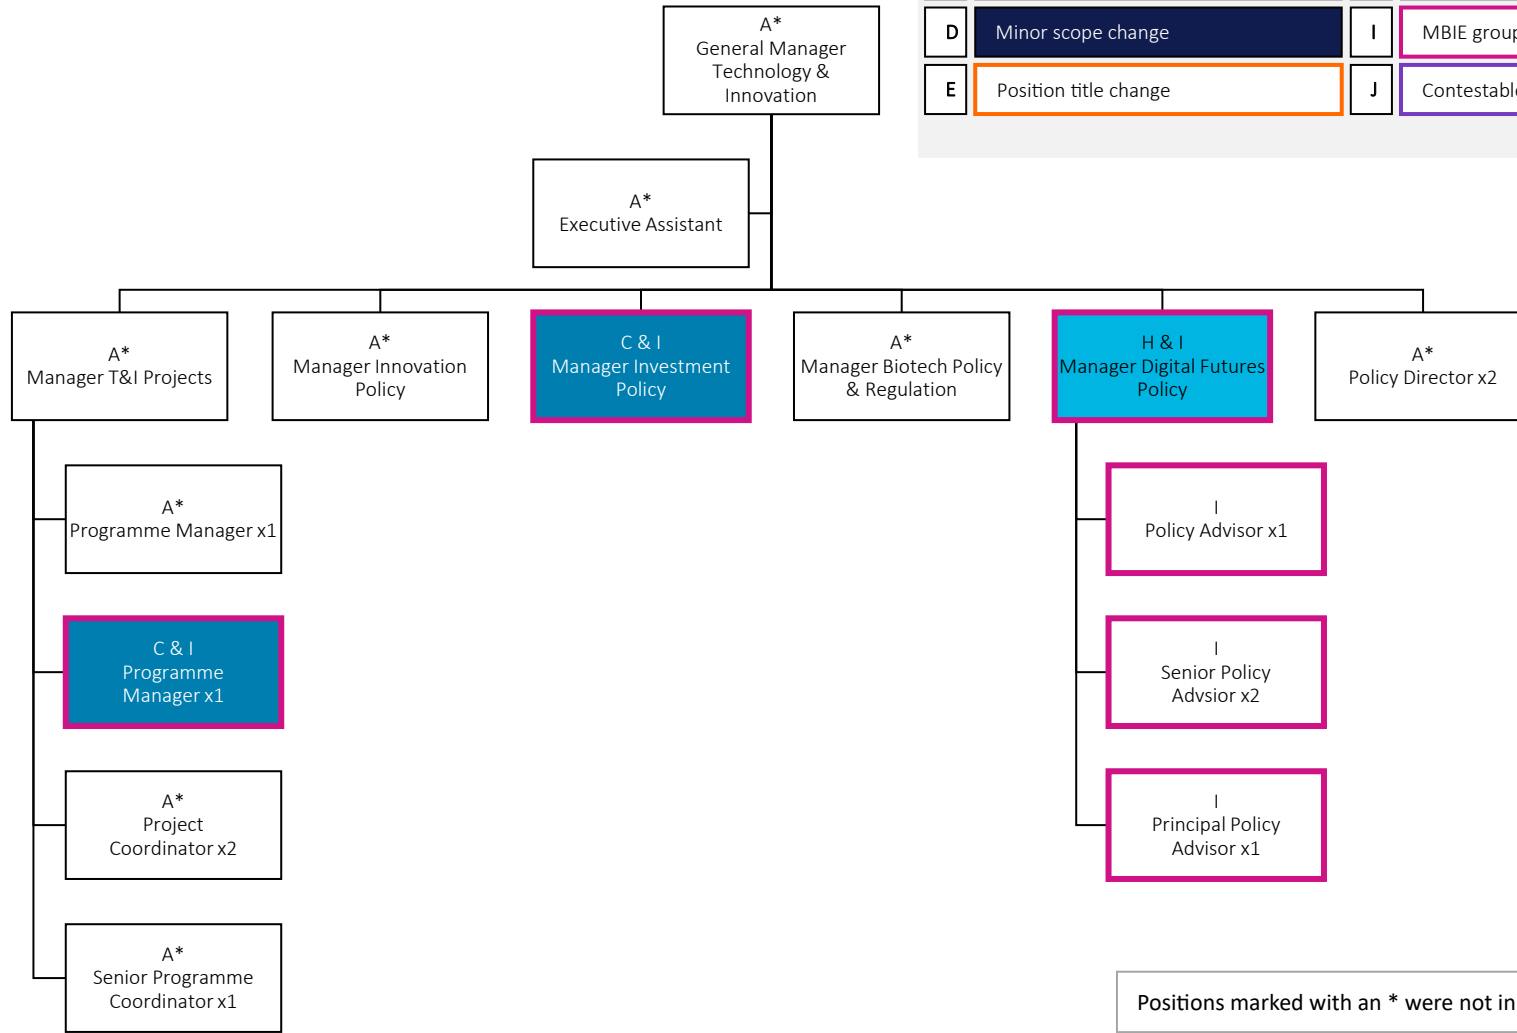 A*
General Manager
Technology &
Innovation
D
Minor scope change
I
MBIE group
E
Position title change
J
Contestable
A*
Executive Assistant
A*
Manager T&I Projects
A*
Manager Innovation
Policy
C & I
Manager Investment
Policy
A*
Manager Biotech Policy
& Regulation
H & I
Manager Digital Futures
Policy
A*
Policy Director x2
A*
Programme Manager x1
I
Policy Advisor x1
C & I
Programme
Manager x1
I
Senior Policy
Advsior x2
A*
Project
Coordinator x2
I
Principal Policy
Advisor x1
A*
Senior Programme
Coordinator x1
Positions marked with an * were not in